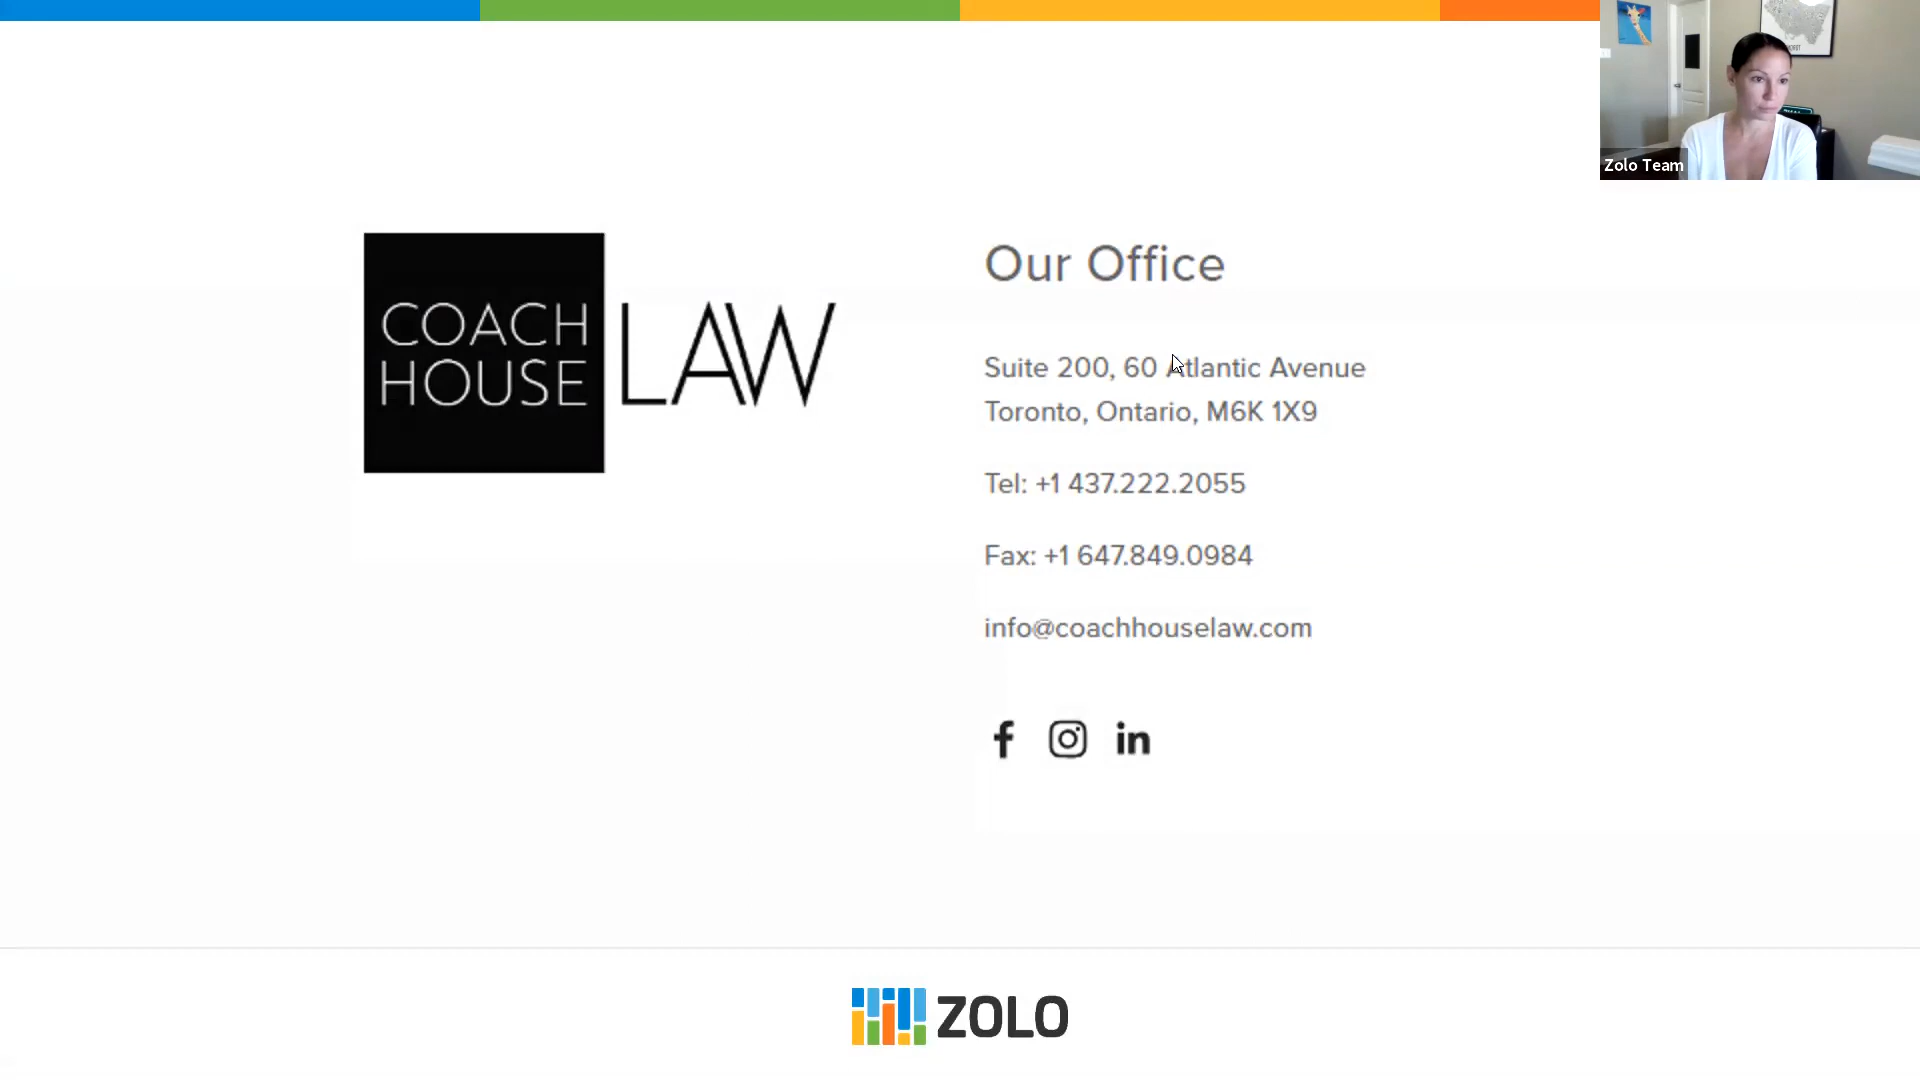 Zolo Team
COACH
HOUSE
LAW
Our Office
Suite 200, 60 Atlantic Avenue
Toronto, Ontario, M6K 1X9
Tel: +1 437.222.2055
Fax: +1 647.849.0984
info@coachhouselaw.com
ZOLO